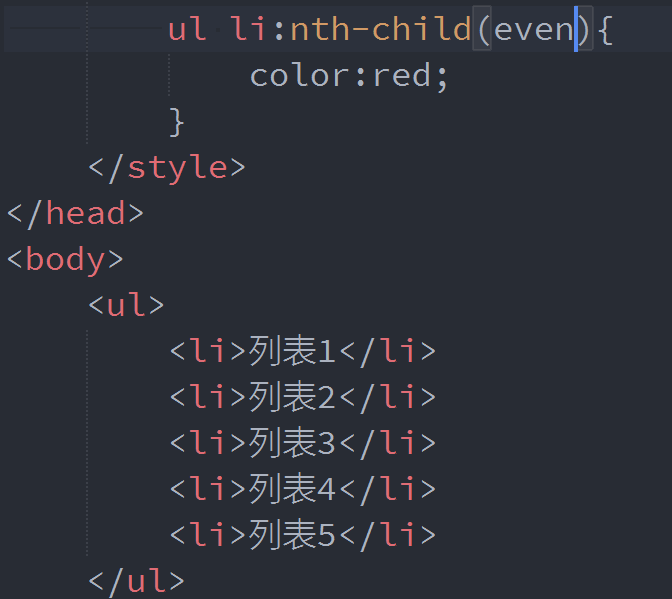 ul li:nth-child(even){
color:red;
}
</style>
</head>
<body>
<ul>
<li>列表1</li>
<li>列表2</li>
<li>列表3</li>
<li>列表4</li>
<li>列表5</li>
</ul>